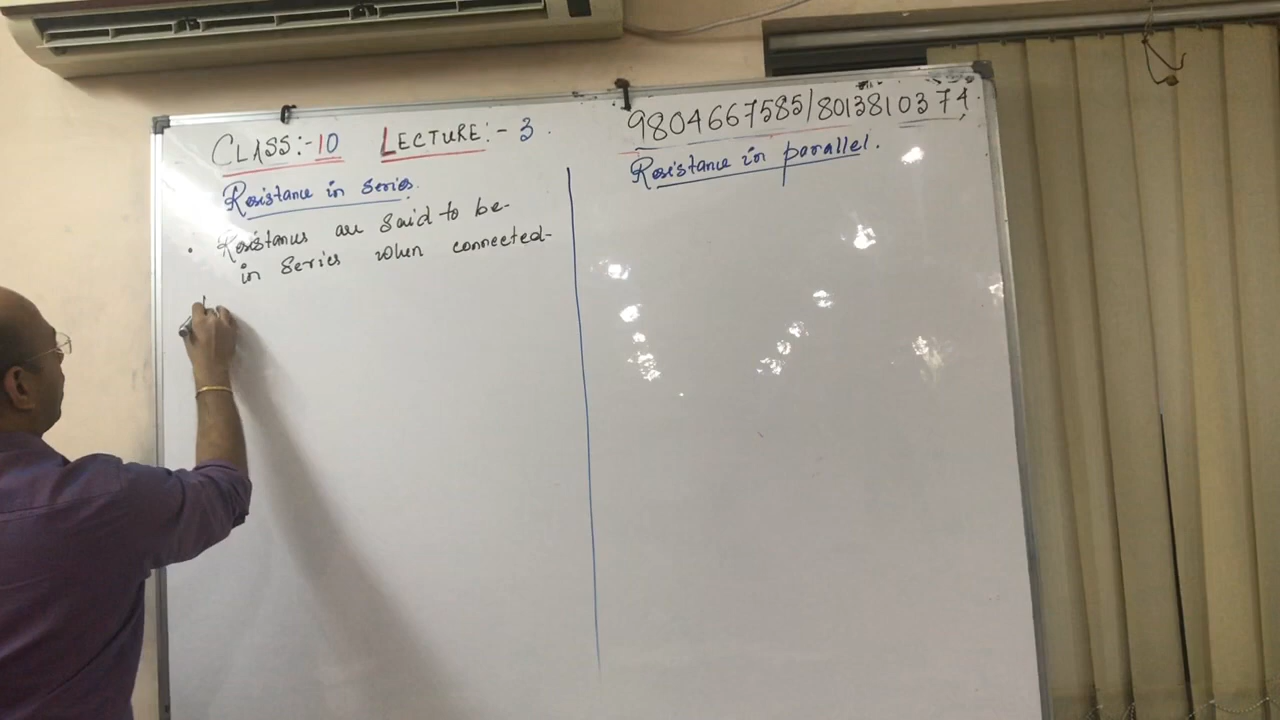 CLASS:-10 LECTURE:- 3.
9804667585/8013810374.
Resistance in series.
• Resistances are said to be-
in series when connected-
Resistance in parallel.